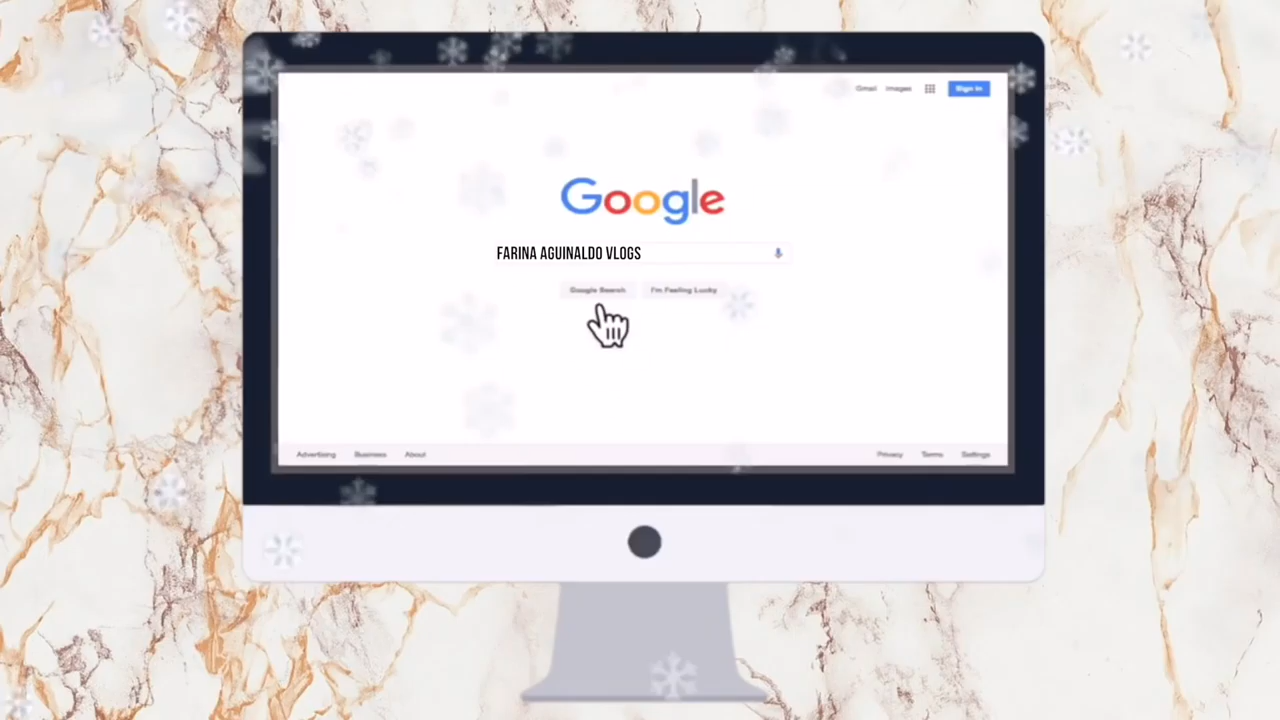 Gmail Images Sign in
Google
FARINA AGUINALDO VLOGS
Google Search I'm Feeling Lucky
Advertising Business About Privacy Terms Settings